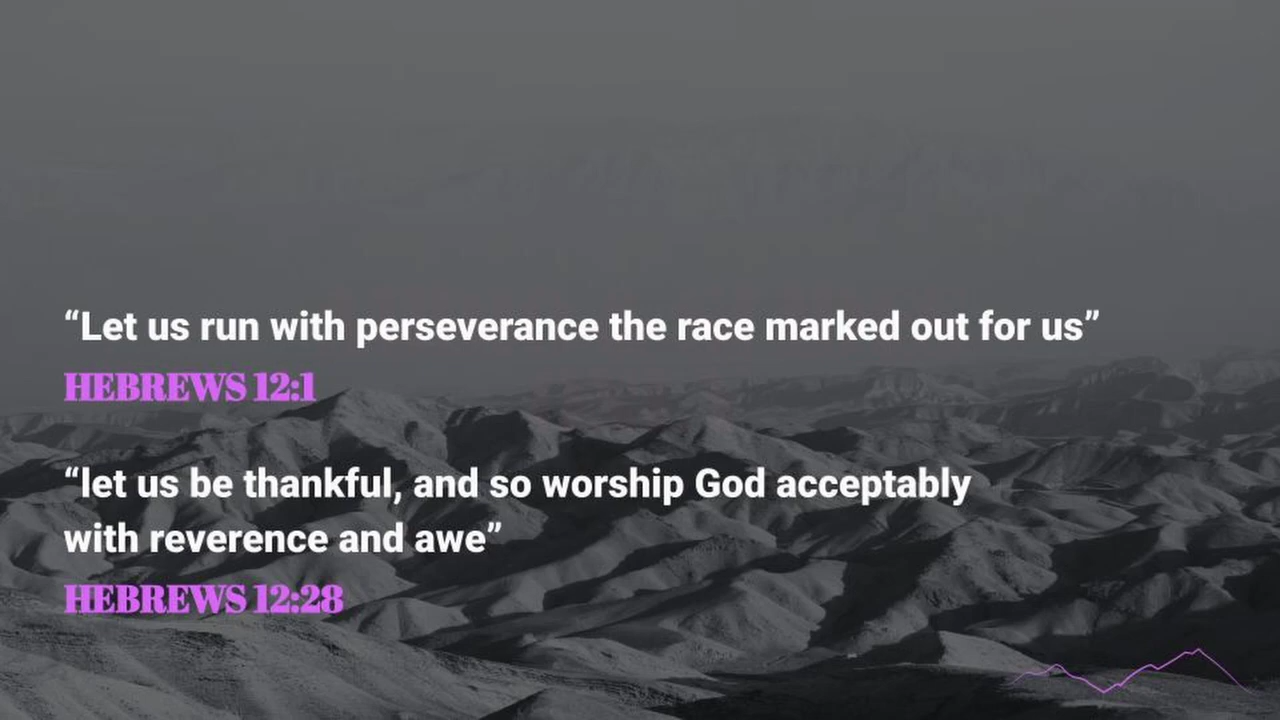 “Let us run with perseverance the race marked out for us”
HEBREWS 12:1
“let us be thankful, and so worship God acceptably
with reverence and awe”
HEBREWS 12:28